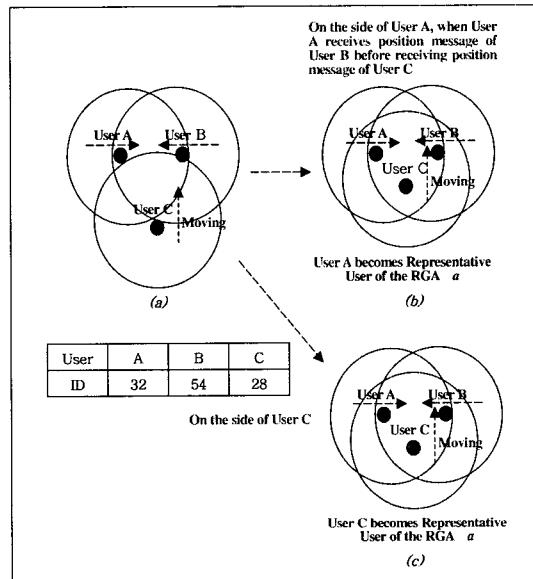 On the side of User A, when User
A receives position message of
User B before receiving position
message of User C
User A
User B
User C
Moving
(a)
User A
User B
User C
Moving
User A becomes Representative
User of the RGA a
(b)
User A B C
ID 32 54 28
On the side of User C
User A
User B
User C
Moving
User C becomes Representative
User of the RGA a
(c)